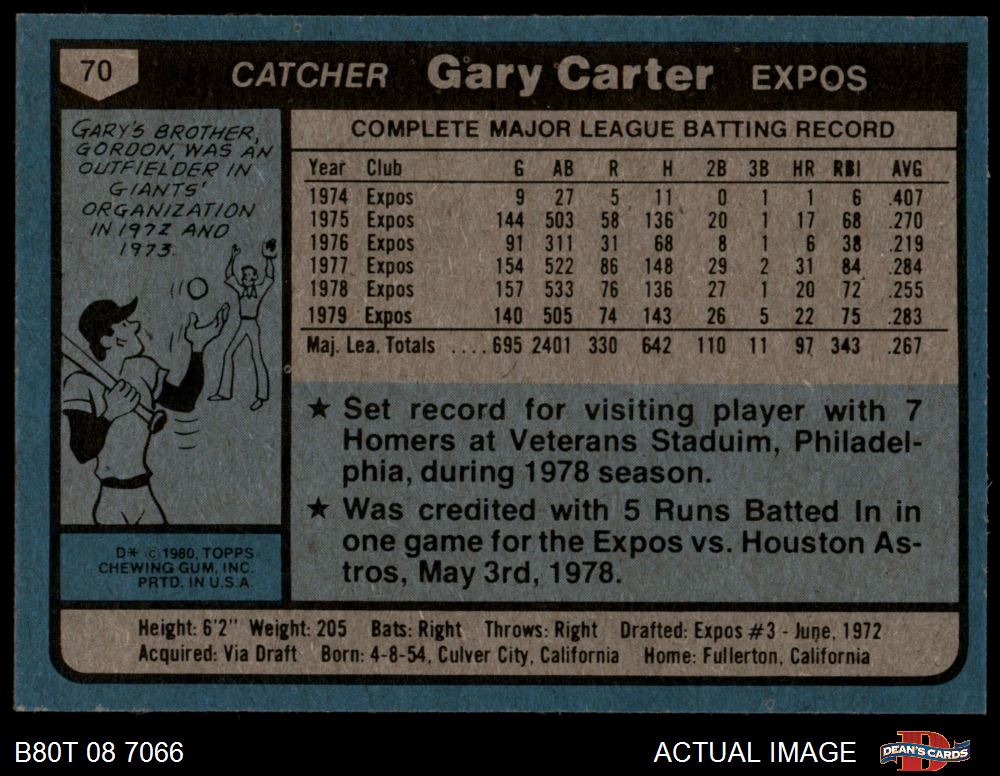 70
CATCHER Gary Carter EXPOS
GARY'S BROTHER,
GORDON, WAS AN
OUTFIELDER IN
GIANTS'
ORGANIZATION
IN 1972 AND
1973.
D* © 1980, TOPPS
CHEWING GUM, INC.
PRTD. IN U.S.A.
COMPLETE MAJOR LEAGUE BATTING RECORD
Year Club G AB R H 2B 3B HR RBI AVG
1974 Expos 9 27 5 11 0 1 1 6 .407
1975 Expos 144 503 58 136 20 1 17 68 .270
1976 Expos 91 311 31 68 8 1 6 38 .219
1977 Expos 154 522 86 148 29 2 31 84 .284
1978 Expos 157 533 76 136 27 1 20 72 .255
1979 Expos 140 505 74 143 26 5 22 75 .283
Maj. Lea. Totals .... 695 2401 330 642 110 11 97 343 .267
★ Set record for visiting player with 7
Homers at Veterans Staduim, Philadel-
phia, during 1978 season.
★ Was credited with 5 Runs Batted In in
one game for the Expos vs. Houston As-
tros, May 3rd, 1978.
Height: 6'2" Weight: 205 Bats: Right Throws: Right Drafted: Expos #3 - June, 1972
Acquired: Via Draft Born: 4-8-54, Culver City, California Home: Fullerton, California
B80T 08 7066
ACTUAL IMAGE
DEAN'S CARDS